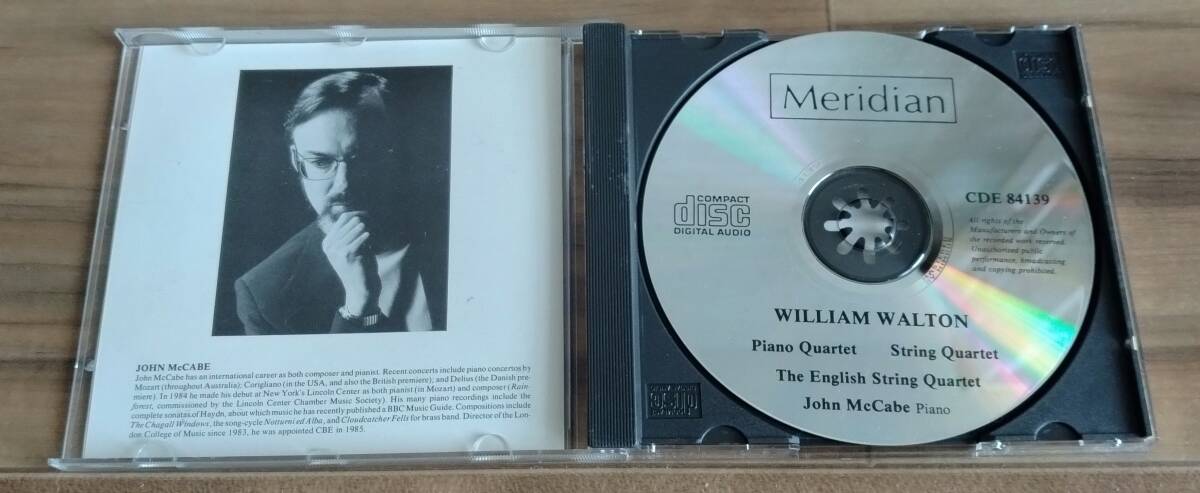 JOHN McCABE
John McCabe has an international career as both composer and pianist. Recent concerts include piano concertos by
Mozart (throughout Australia); Corigliano (in the USA, and also the British premiere); and Delius (the Danish pre-
miere). In 1984 he made his debut at New York's Lincoln Center as both pianist (in Mozart) and composer (Rain-
forest, commissioned by the Lincoln Center Chamber Music Society). His many piano recordings include the
complete sonatas of Haydn, about which music he has recently published a BBC Music Guide. Compositions include
The Chagall Windows, the song-cycle Notturni ed Alba, and Cloudcatcher Fells for brass band. Director of the Lon-
don College of Music since 1983, he was appointed CBE in 1985.
Meridian
COMPACT
disc
DIGITAL AUDIO
CDE 84139
All rights of the
Manufacturers and Owners of
the recorded work reserved.
Unauthorised public
performance, broadcasting
and copying prohibited.
WILLIAM WALTON
Piano Quartet String Quartet
The English String Quartet
John McCabe Piano